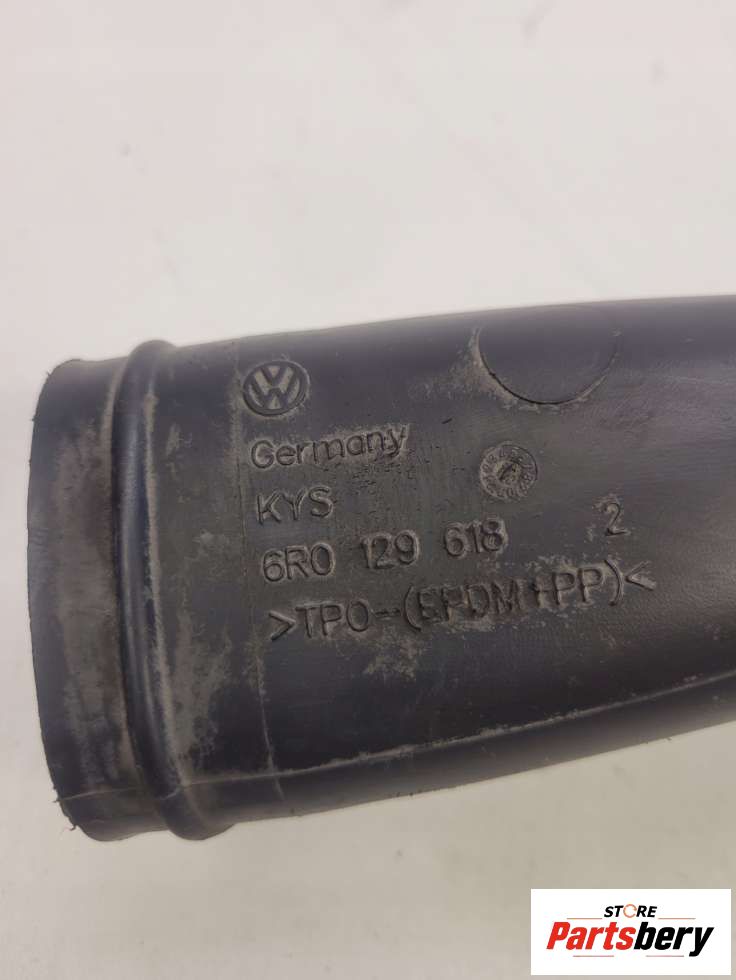 Germany
KYS
6R0 129 618 2
>TPO-(EPDM+PP)<
STORE
Partsbery